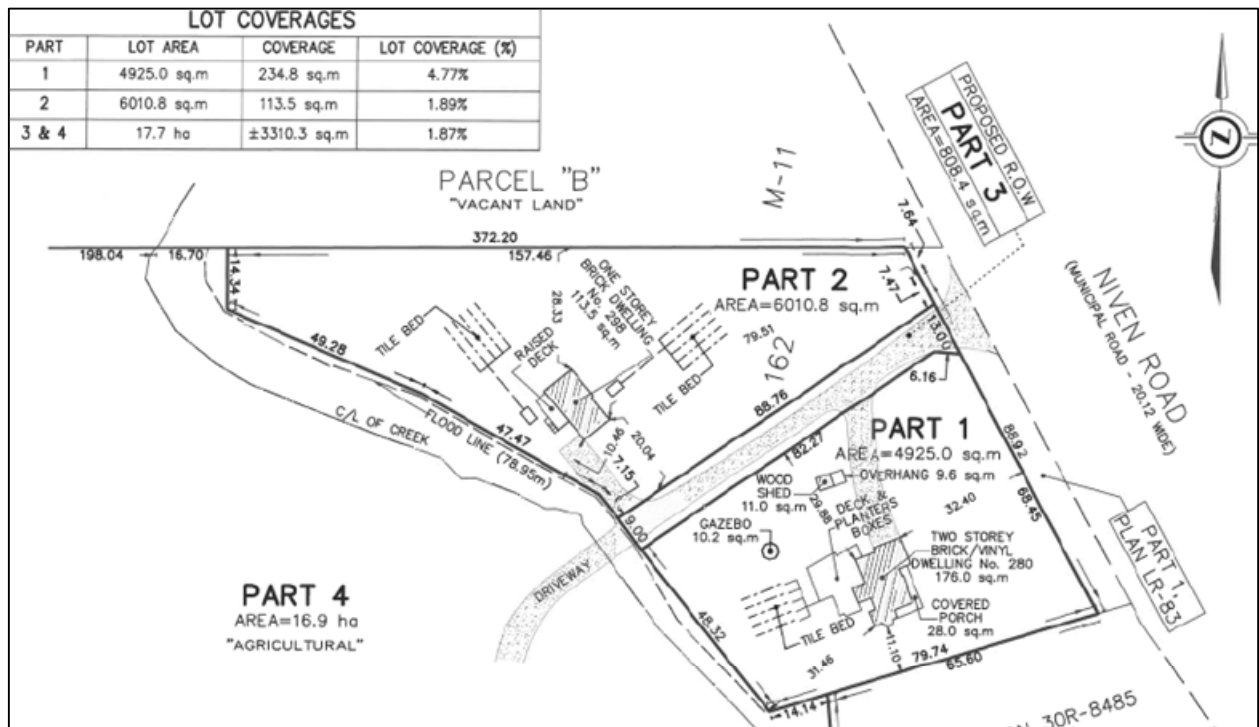 LOT COVERAGES
PART LOT AREA COVERAGE LOT COVERAGE (%)
1 4925.0 sq.m 234.8 sq.m 4.77%
2 6010.8 sq.m 113.5 sq.m 1.89%
3 & 4 17.7 ha ±3310.3 sq.m 1.87%
PARCEL "B"
"VACANT LAND"
M-11
PROPOSED R.O.W
PART 3
AREA=808.4 sq.m
Z
372.20
198.04
16.70
157.46
7.64
14.34
7.47
NIVEN ROAD
(MUNICIPAL ROAD - 20.12 WIDE)
PART 2
AREA=6010.8 sq.m
ONE STOREY
BRICK DWELLING
No. 298
113.5 sq.m
28.33
TILE BED
RAISED
DECK
TILE BED
79.51
162
13.00
49.28
88.76
6.16
C/L OF CREEK
FLOOD LINE (78.95m)
47.47
10.46
20.04
7.15
82.27
PART 1
AREA=4925.0 sq.m
OVERHANG 9.6 sq.m
WOOD
SHED
11.0 sq.m
29.88
DECK &
PLANTERS
BOXES
32.40
68.45
9.00
GAZEBO
10.2 sq.m
TWO STOREY
BRICK/VINYL
DWELLING No. 280
176.0 sq.m
PART 1,
PLAN LR-83
DRIVEWAY
PART 4
AREA=16.9 ha
"AGRICULTURAL"
48.32
TILE BED
COVERED
PORCH
28.0 sq.m
11.10
31.46
79.74
65.60
14.14
30R-8485